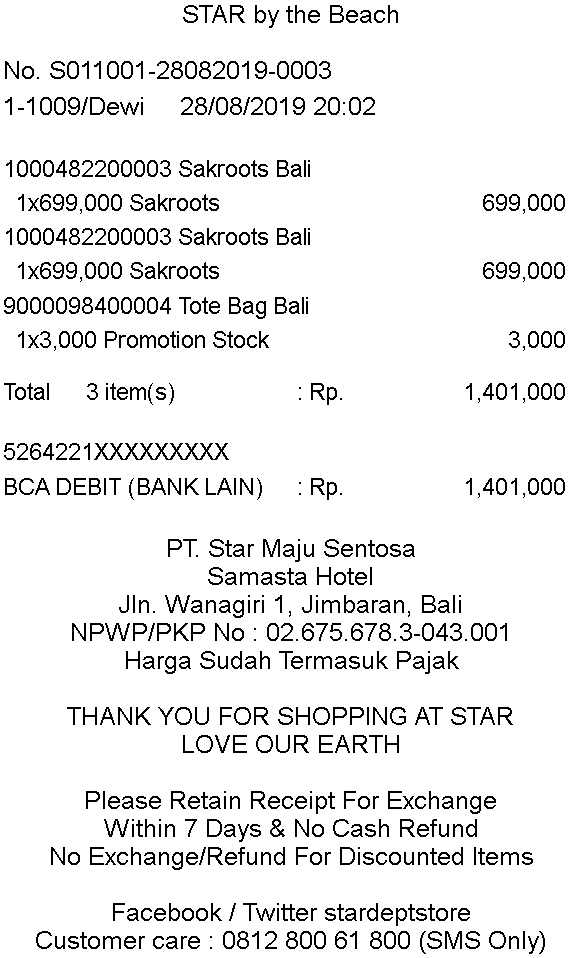 STAR by the Beach
No. S011001-28082019-0003
1-1009/Dewi 28/08/2019 20:02
1000482200003 Sakroots Bali
1x699,000 Sakroots 699,000
1000482200003 Sakroots Bali
1x699,000 Sakroots 699,000
9000098400004 Tote Bag Bali
1x3,000 Promotion Stock 3,000
Total 3 item(s) : Rp. 1,401,000
5264221XXXXXXXXX
BCA DEBIT (BANK LAIN) : Rp. 1,401,000
PT. Star Maju Sentosa
Samasta Hotel
Jln. Wanagiri 1, Jimbaran, Bali
NPWP/PKP No : 02.675.678.3-043.001
Harga Sudah Termasuk Pajak
THANK YOU FOR SHOPPING AT STAR
LOVE OUR EARTH
Please Retain Receipt For Exchange
Within 7 Days & No Cash Refund
No Exchange/Refund For Discounted Items
Facebook / Twitter stardeptstore
Customer care : 0812 800 61 800 (SMS Only)